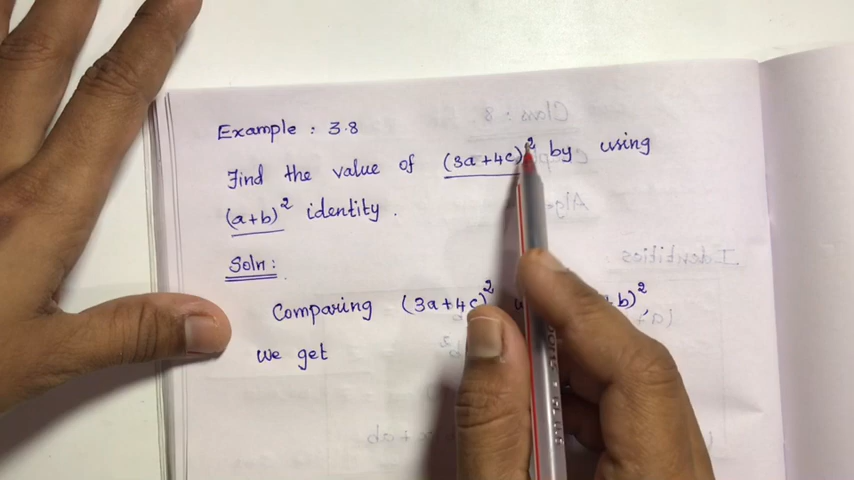 Example : 3.8
Find the value of (3a+4c)² by using
(a+b)² identity.
Soln:
Comparing (3a+4c)² +b)²
we get